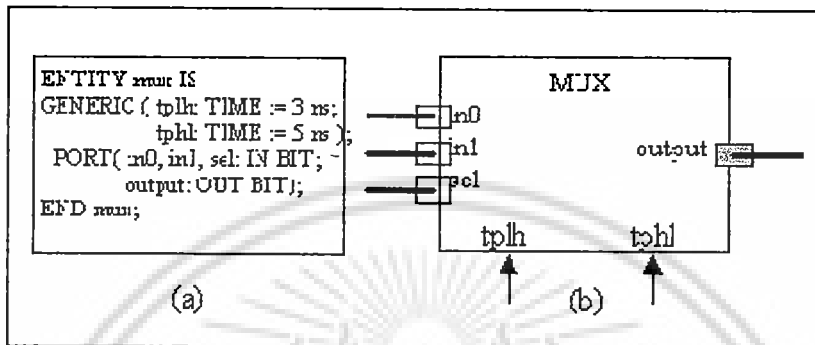 ENTITY mux IS
GENERIC ( tplh: TIME := 3 ns;
tphl: TIME := 5 ns );
PORT( in0, in1, sel: IN BIT;
output: OUT BIT);
END mux;
(a)
MUX
in0
in1
sel
output
tplh
tphl
(b)